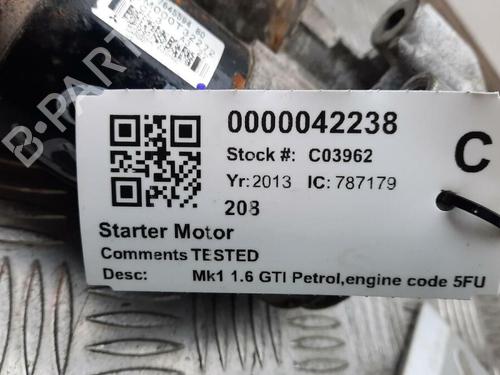 B-PARTS
0000042238
Stock #: C03962
C
Yr:2013 IC: 787179
208
Starter Motor
Comments TESTED
Desc: Mk1 1.6 GTI Petrol,engine code 5FU